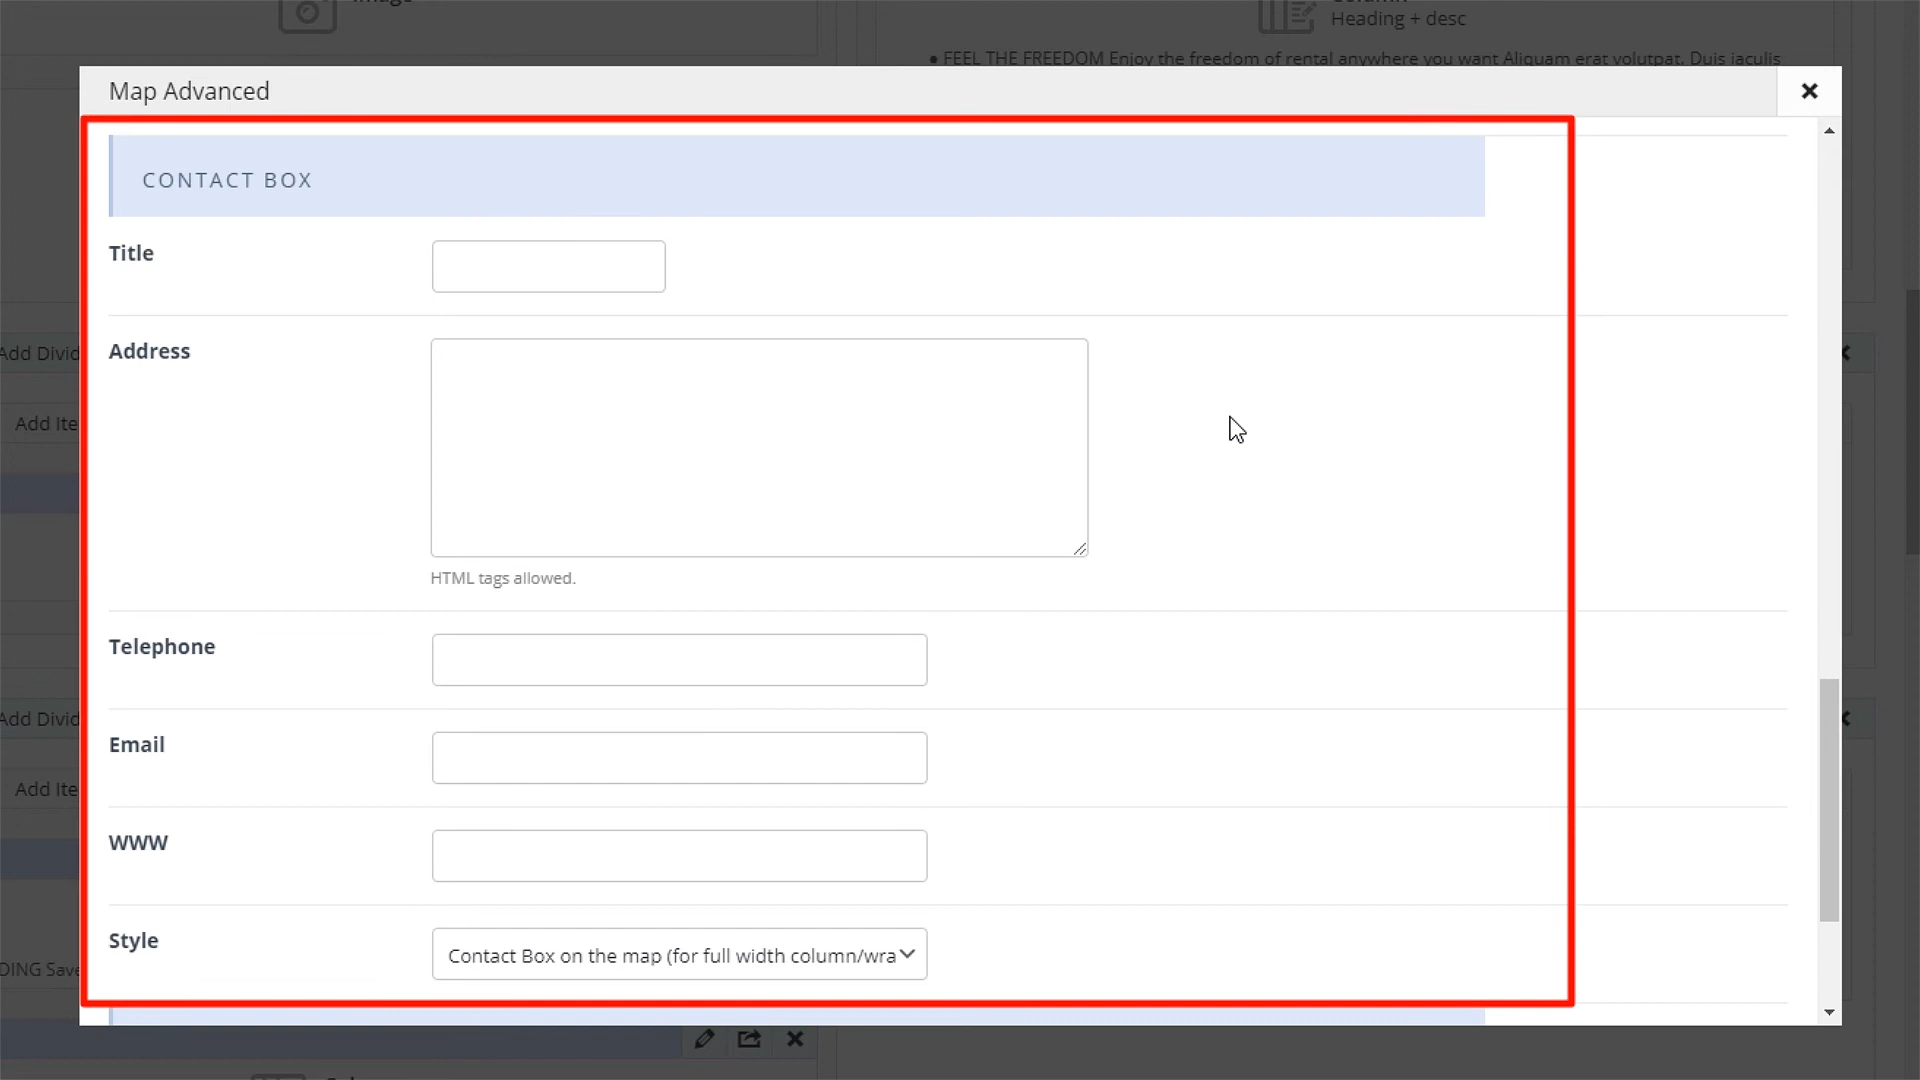 Image
Column
Heading + desc
• FEEL THE FREEDOM Enjoy the freedom of rental anywhere you want Aliquam erat volutpat. Duis iaculis
Map Advanced
CONTACT BOX
Title
Add Divid
Address
Add Ite
HTML tags allowed.
Telephone
Add Divid
Email
Add Ite
WWW
Style
Contact Box on the map (for full width column/wra
DING Save